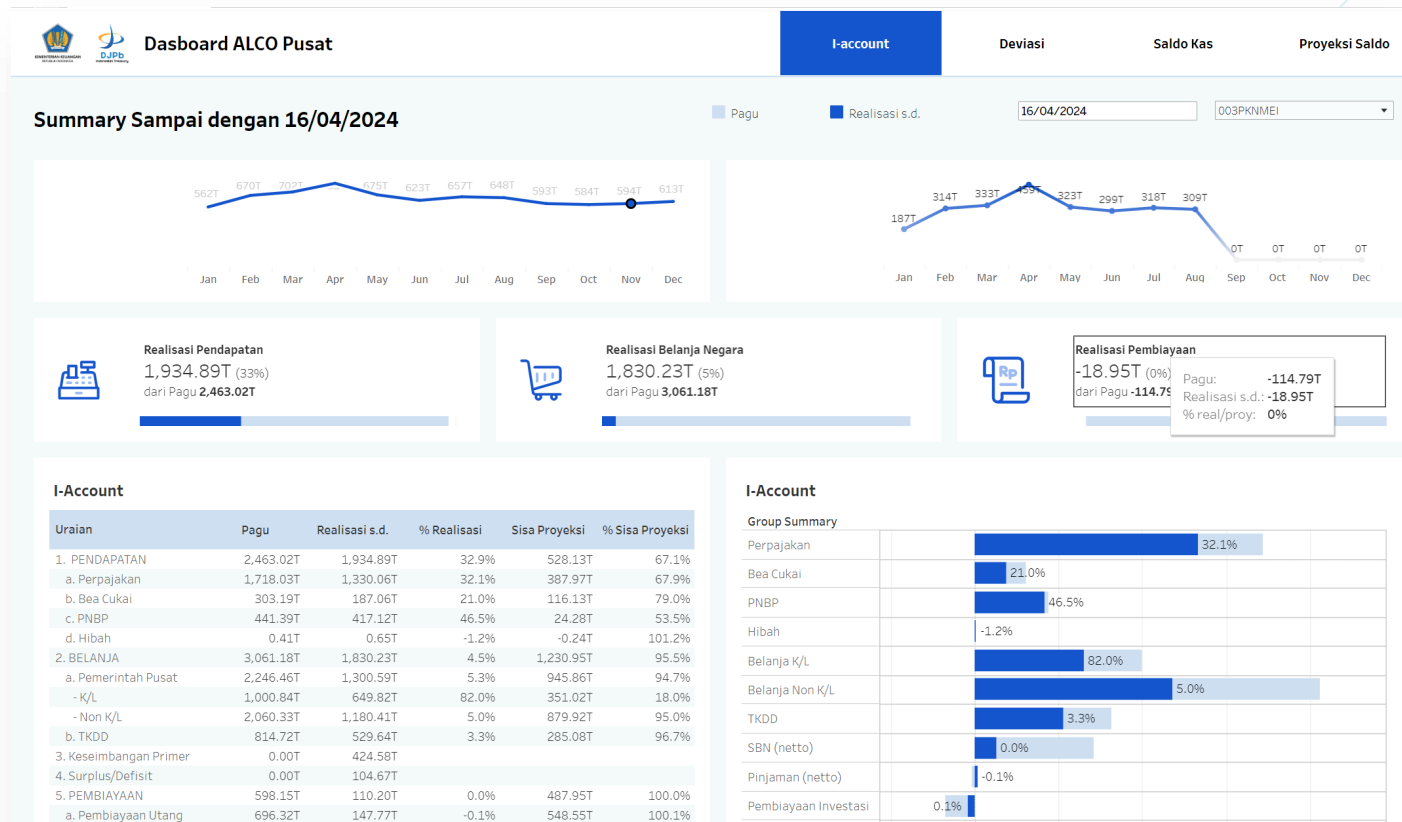 KEMENTERIAN KEUANGAN
REPUBLIK INDONESIA
DJPb
Dasboard ALCO Pusat
I-account
Deviasi
Saldo Kas
Proyeksi Saldo
Summary Sampai dengan 16/04/2024
Pagu
Realisasi s.d.
16/04/2024
003PKNMEI
562T 670T 702T 675T 623T 657T 648T 593T 584T 594T 613T
Jan Feb Mar Apr May Jun Jul Aug Sep Oct Nov Dec
187T 314T 333T 459T 323T 299T 318T 309T 0T 0T 0T 0T
Jan Feb Mar Apr May Jun Jul Aug Sep Oct Nov Dec
Realisasi Pendapatan
1,934.89T (33%)
dari Pagu 2,463.02T
Realisasi Belanja Negara
1,830.23T (5%)
dari Pagu 3,061.18T
Realisasi Pembiayaan
-18.95T (0%)
dari Pagu -114.79
Pagu: -114.79T
Realisasi s.d.: -18.95T
% real/proy: 0%
I-Account
Uraian Pagu Realisasi s.d. % Realisasi Sisa Proyeksi % Sisa Proyeksi
1. PENDAPATAN 2,463.02T 1,934.89T 32.9% 528.13T 67.1%
a. Perpajakan 1,718.03T 1,330.06T 32.1% 387.97T 67.9%
b. Bea Cukai 303.19T 187.06T 21.0% 116.13T 79.0%
c. PNBP 441.39T 417.12T 46.5% 24.28T 53.5%
d. Hibah 0.41T 0.65T -1.2% -0.24T 101.2%
2. BELANJA 3,061.18T 1,830.23T 4.5% 1,230.95T 95.5%
a. Pemerintah Pusat 2,246.46T 1,300.59T 5.3% 945.86T 94.7%
- K/L 1,000.84T 649.82T 82.0% 351.02T 18.0%
- Non K/L 2,060.33T 1,180.41T 5.0% 879.92T 95.0%
b. TKDD 814.72T 529.64T 3.3% 285.08T 96.7%
3. Keseimbangan Primer 0.00T 424.58T
4. Surplus/Defisit 0.00T 104.67T
5. PEMBIAYAAN 598.15T 110.20T 0.0% 487.95T 100.0%
a. Pembiayaan Utang 696.32T 147.77T -0.1% 548.55T 100.1%
I-Account
Group Summary
Perpajakan 32.1%
Bea Cukai 21.0%
PNBP 46.5%
Hibah -1.2%
Belanja K/L 82.0%
Belanja Non K/L 5.0%
TKDD 3.3%
SBN (netto) 0.0%
Pinjaman (netto) -0.1%
Pembiayaan Investasi 0.1%